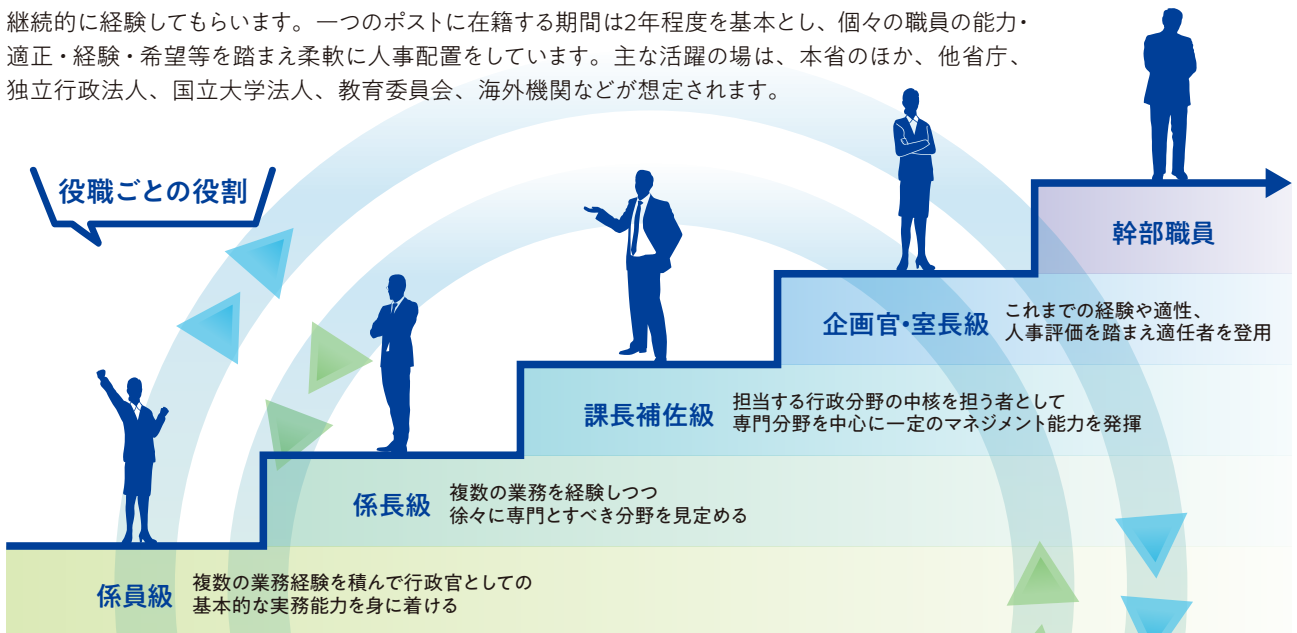 継続的に経験してもらいます。一つのポストに在籍する期間は2年程度を基本とし、個々の職員の能力・
適正・経験・希望等を踏まえ柔軟に人事配置をしています。主な活躍の場は、本省のほか、他省庁、
独立行政法人、国立大学法人、教育委員会、海外機関などが想定されます。
役職ごとの役割
幹部職員
企画官・室長級
これまでの経験や適性、
人事評価を踏まえ適任者を登用
課長補佐級
担当する行政分野の中核を担う者として
専門分野を中心に一定のマネジメント能力を発揮
係長級
複数の業務を経験しつつ
徐々に専門とすべき分野を見定める
係員級
複数の業務経験を積んで行政官としての
基本的な実務能力を身に着ける